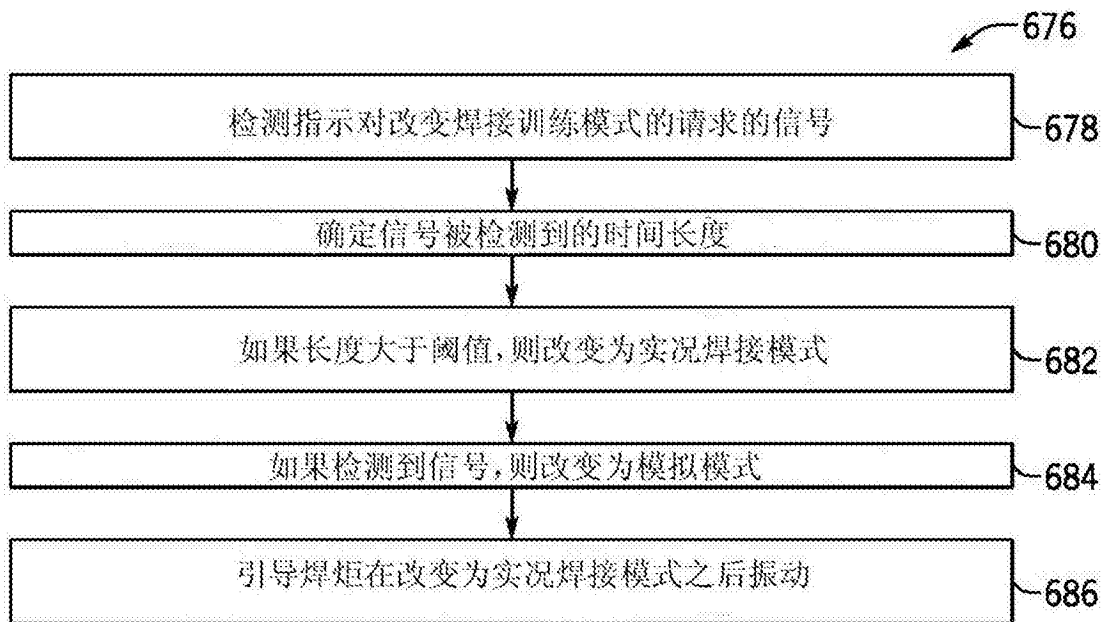 676
检测指示对改变焊接训练模式的请求的信号
678
确定信号被检测到的时间长度
680
如果长度大于阈值,则改变为实况焊接模式
682
如果检测到信号,则改变为模拟模式
684
引导焊炬在改变为实况焊接模式之后振动
686